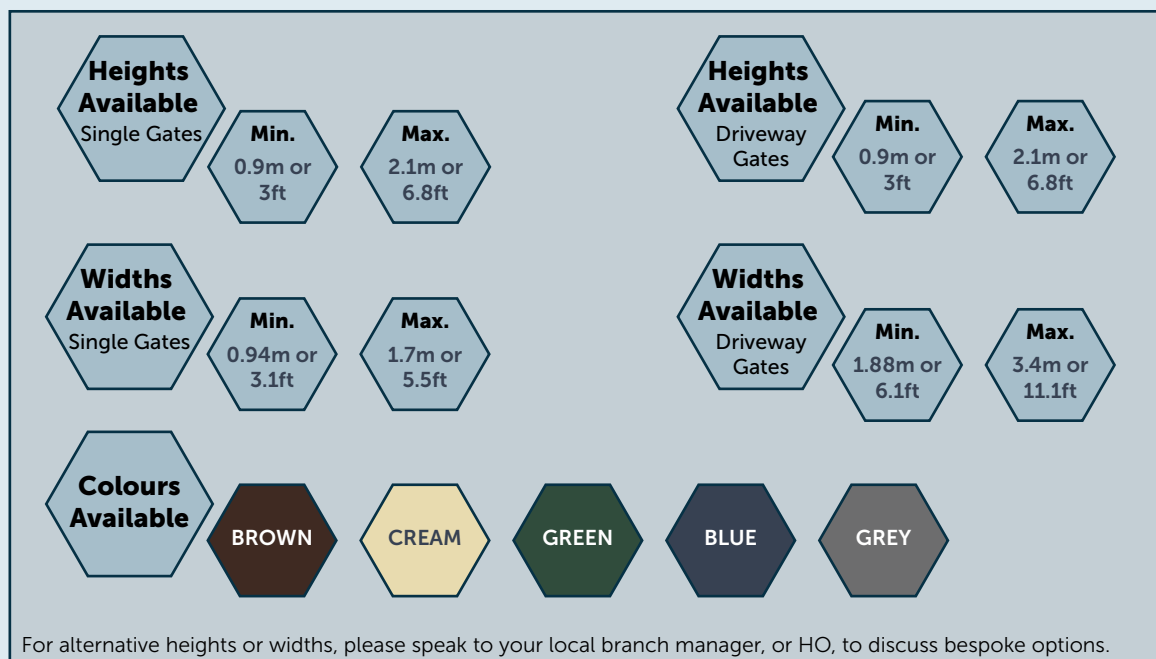 Heights
Available
Single Gates
Min.
0.9m or
3ft
Max.
2.1m or
6.8ft
Heights
Available
Driveway
Gates
Min.
0.9m or
3ft
Max.
2.1m or
6.8ft
Widths
Available
Single Gates
Min.
0.94m or
3.1ft
Max.
1.7m or
5.5ft
Widths
Available
Driveway
Gates
Min.
1.88m or
6.1ft
Max.
3.4m or
11.1ft
Colours
Available
BROWN
CREAM
GREEN
BLUE
GREY
For alternative heights or widths, please speak to your local branch manager, or HO, to discuss bespoke options.